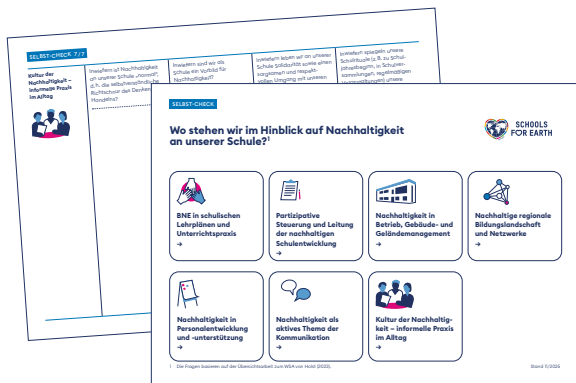 SELBST-CHECK 7/7
Kultur der
Nachhaltigkeit –
informelle Praxis
im Alltag
Inwiefern ist Nachhaltigkeit
an unserer Schule „normal“,
d.h. die selbstverständliche
Richtschnur des Denkens
Handelns?
Inwiefern sind wir als
Schule ein Vorbild für
Nachhaltigkeit?
Inwiefern leben wir an unserer
Schule Solidarität sowie einen
sorgsamen und respekt-
vollen Umgang mit unseren
Inwiefern spiegeln unsere
Schulrituale (z.B. zu Schul-
jahresbeginn, in Schulver-
sammlungen, regelmäßigen
unsere
SELBST-CHECK
Wo stehen wir im Hinblick auf Nachhaltigkeit
an unserer Schule?¹
SCHOOLS
FOR EARTH
BNE in schulischen
Lehrplänen und
Unterrichtspraxis
→
Partizipative
Steuerung und Leitung
der nachhaltigen
Schulentwicklung
→
Nachhaltigkeit in
Betrieb, Gebäude- und
Geländemanagement
→
Nachhaltige regionale
Bildungslandschaft
und Netzwerke
→
Nachhaltigkeit in
Personalentwicklung
und -unterstützung
→
Nachhaltigkeit als
aktives Thema der
Kommunikation
→
Kultur der Nachhaltig-
keit – informelle Praxis
im Alltag
→
1 Die Fragen basieren auf der Übersichtsarbeit zum WSA von Holst (2022).
Stand 5/2025